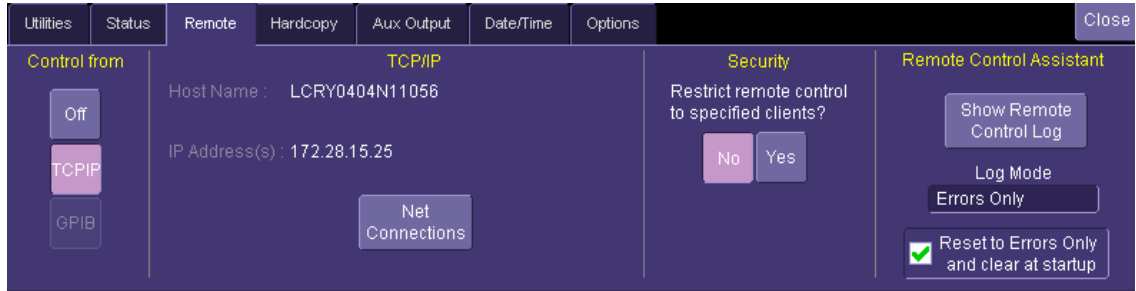 Utilities Status Remote Hardcopy Aux Output Date/Time Options Close
Control from
Off
TCPIP
GPIB
TCP/IP
Host Name : LCRY0404N11056
IP Address(s) : 172.28.15.25
Net
Connections
Security
Restrict remote control
to specified clients?
No Yes
Remote Control Assistant
Show Remote
Control Log
Log Mode
Errors Only
Reset to Errors Only
and clear at startup